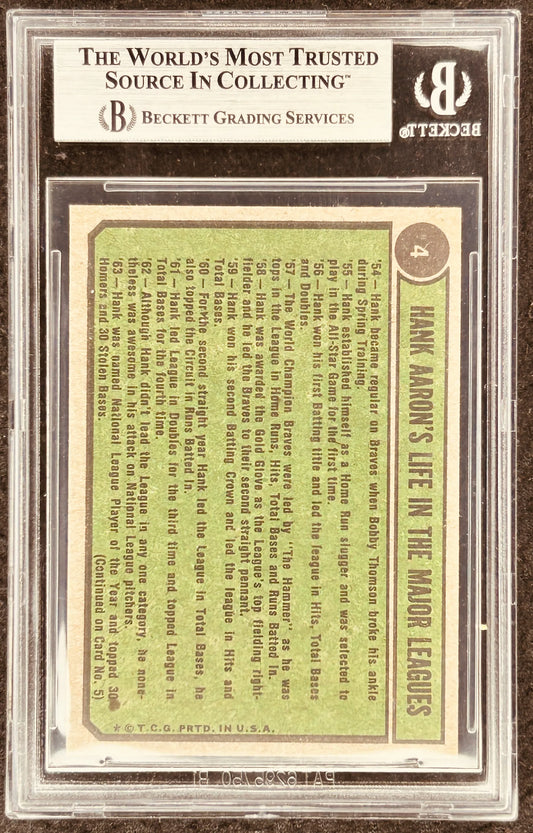 THE WORLD'S MOST TRUSTED
SOURCE IN COLLECTING™
BECKETT GRADING SERVICES
B
BECKETT®
4
HANK AARON'S LIFE IN THE MAJOR LEAGUES
'54 — Hank became regular on Braves when Bobby Thomson broke his ankle
during Spring Training.
'55 — Hank established himself as a Home Run slugger and was selected to
play in the All-Star Game for the first time.
'56 — Hank won his first Batting title and led the league in Hits, Total Bases
and Doubles.
'57 — The World Champion Braves were led by "The Hammer" as he was
tops in the League in Home Runs, Hits, Total Bases and Runs Batted In.
'58 — Hank was awarded the Gold Glove as the League's top fielding right-
fielder and he led the Braves to their second straight pennant.
'59 — Hank won his second Batting Crown and led the league in Hits and
Total Bases.
'60 — For the second straight year Hank led the League in Total Bases, he
also topped the Circuit in Runs Batted In.
'61 — Hank led League in Doubles for the third time and topped League in
Total Bases for the fourth time.
'62 — Although Hank didn't lead the League in any one category, he none-
theless was awesome in his attack on National League pitchers.
'63 — Hank was named National League Player of the Year and topped 30
Homers and 30 Stolen Bases.
(Continued on Card No. 5)
* © T.C.G. PRTD. IN U.S.A.